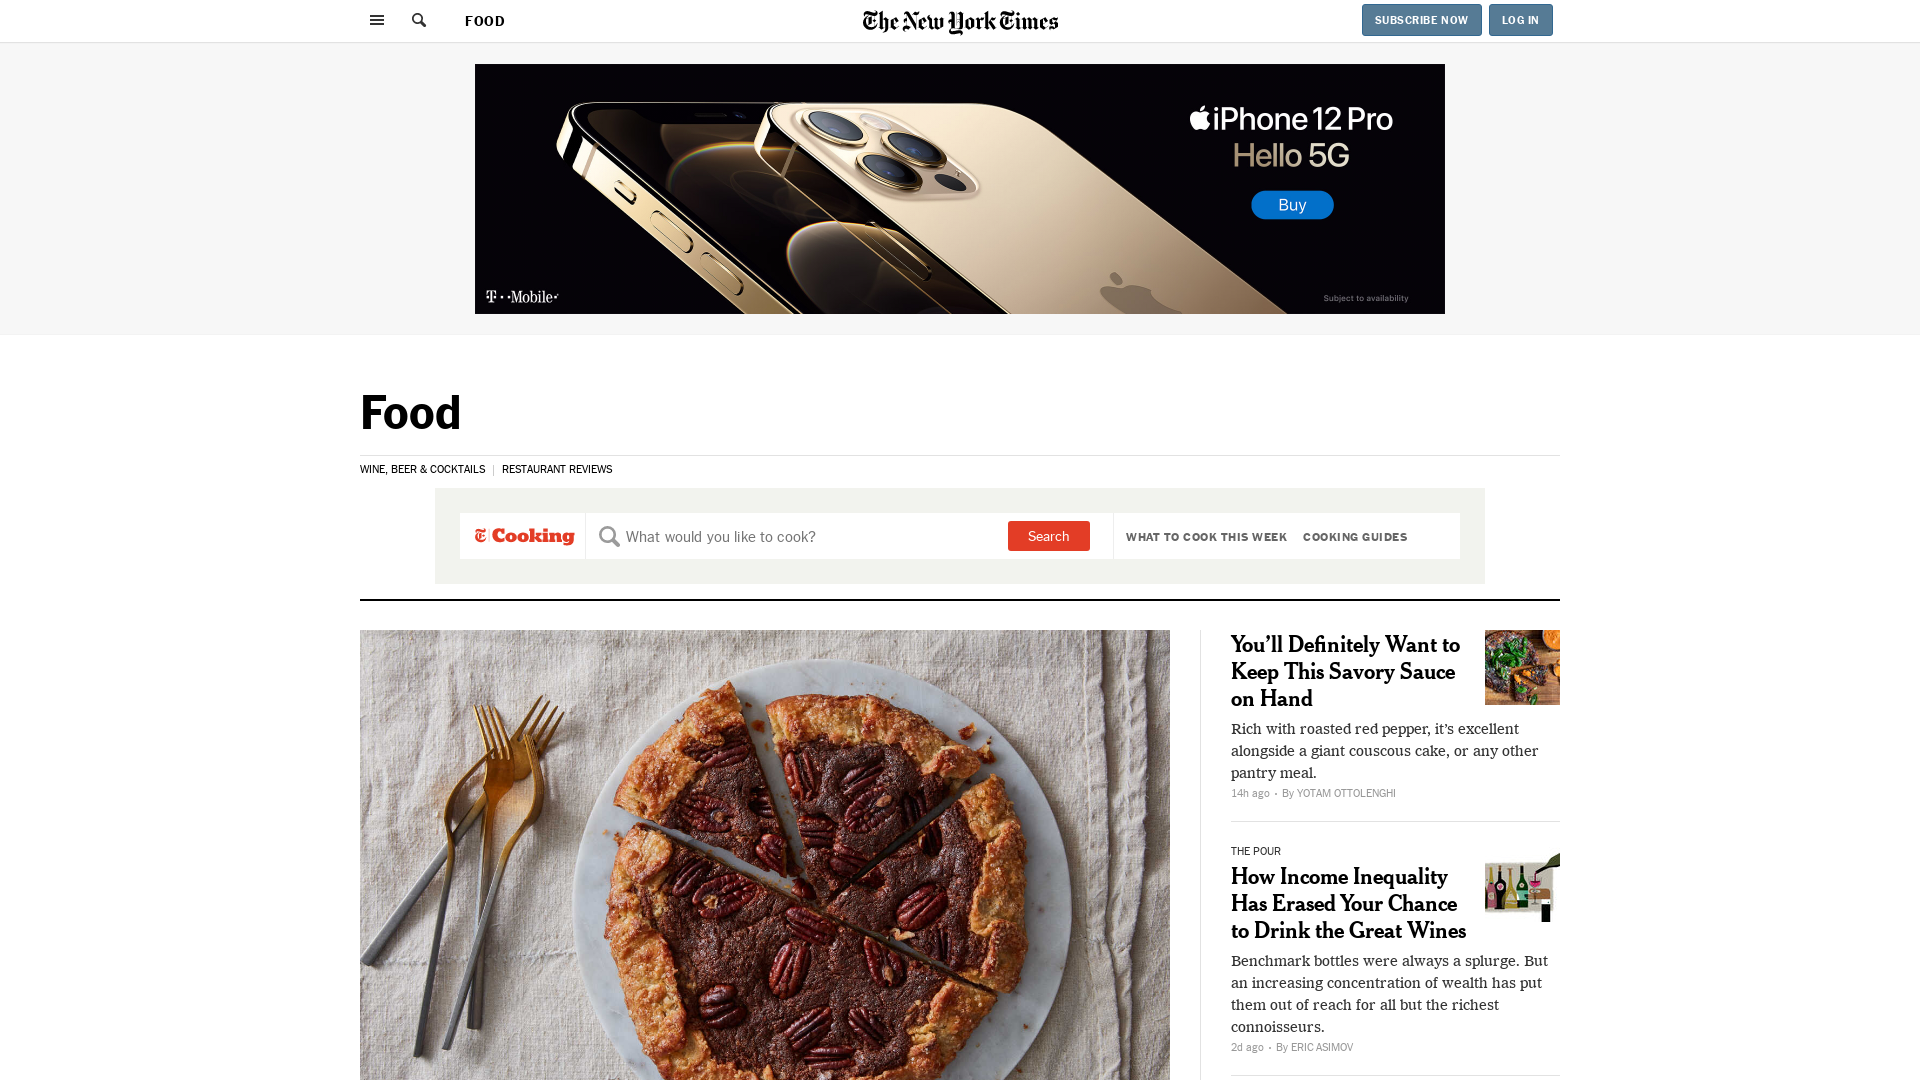 FOOD
The New York Times
SUBSCRIBE NOW
LOG IN
iPhone 12 Pro
Hello 5G
Buy
T Mobile
Subject to availability
Food
WINE, BEER & COCKTAILS | RESTAURANT REVIEWS
T Cooking
What would you like to cook?
Search
WHAT TO COOK THIS WEEK
COOKING GUIDES
You’ll Definitely Want to
Keep This Savory Sauce
on Hand
Rich with roasted red pepper, it’s excellent
alongside a giant couscous cake, or any other
pantry meal.
14h ago • By YOTAM OTTOLENGHI
THE POUR
How Income Inequality
Has Erased Your Chance
to Drink the Great Wines
Benchmark bottles were always a splurge. But
an increasing concentration of wealth has put
them out of reach for all but the richest
connoisseurs.
2d ago • By ERIC ASIMOV